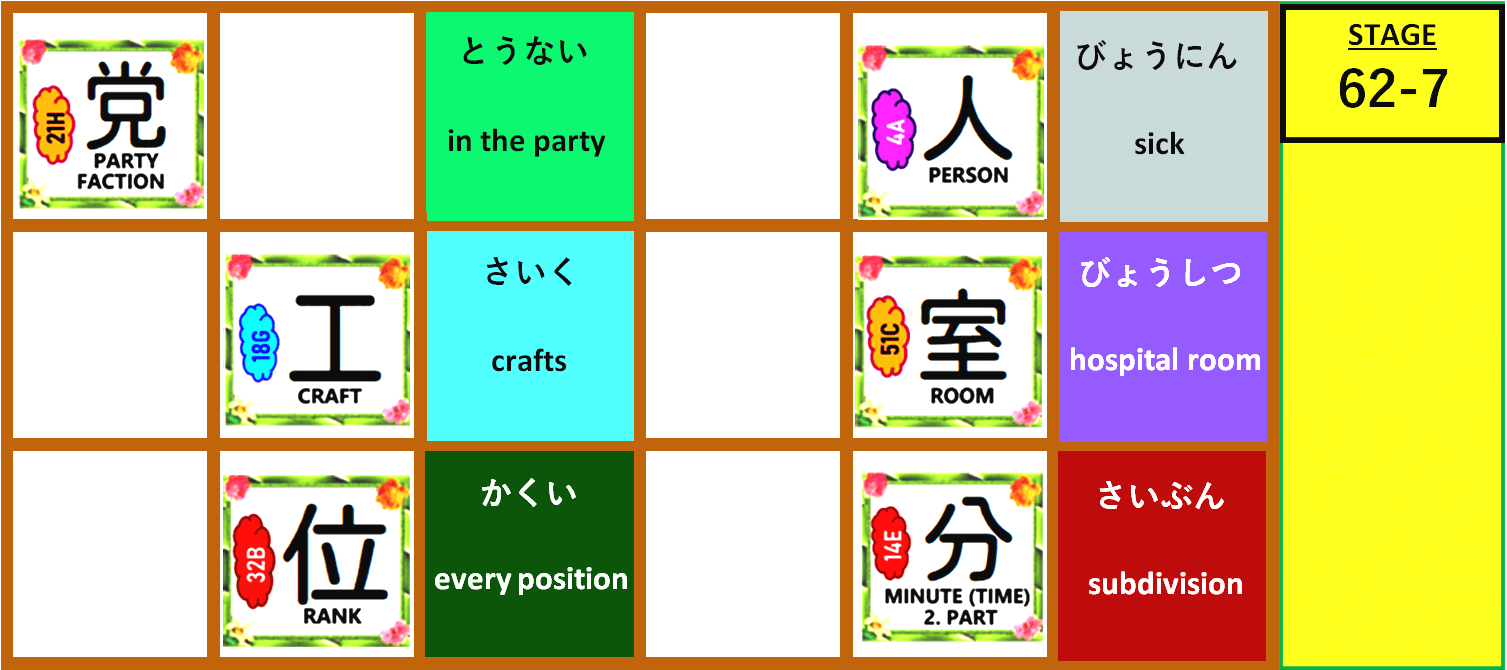 21H
党
PARTY
FACTION
とうない
in the party
4A
人
PERSON
びょうにん
sick
STAGE
62-7
18G
工
CRAFT
さいく
crafts
51C
室
ROOM
びょうしつ
hospital room
32B
位
RANK
かくい
every position
14E
分
MINUTE (TIME)
2. PART
さいぶん
subdivision